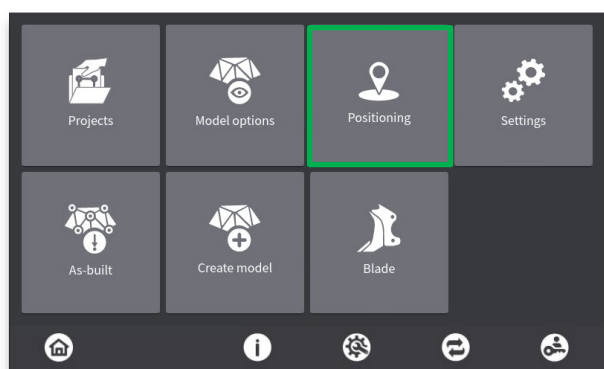 Projects
Model options
Positioning
Settings
As-built
Create model
Blade